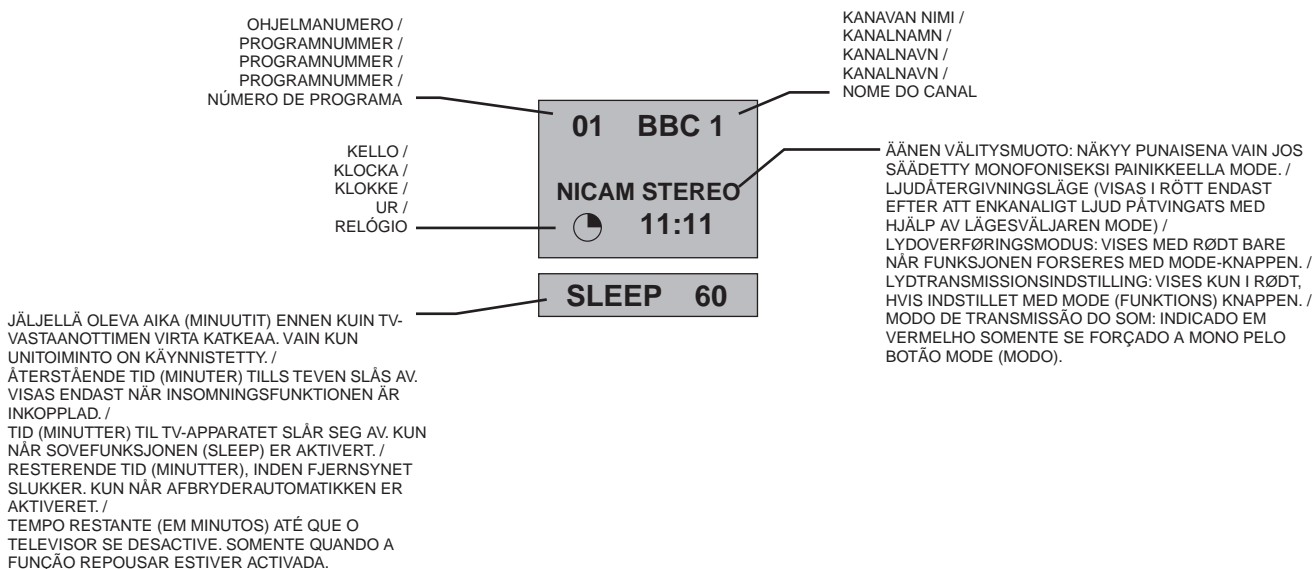 OHJELMANUMERO /
PROGRAMNUMMER /
PROGRAMNUMMER /
PROGRAMNUMMER /
NÚMERO DE PROGRAMA
KANAVAN NIMI /
KANALNAMN /
KANALNAVN /
KANALNAVN /
NOME DO CANAL
01 BBC 1
KELLO /
KLOCKA /
KLOKKE /
UR /
RELÓGIO
NICAM STEREO
11:11
ÄÄNEN VÄLITYSMUOTO: NÄKYY PUNAISENA VAIN JOS
SÄÄDETTY MONOFONISEKSI PAINIKKEELLA MODE. /
LJUDÅTERGIVNINGSLÄGE (VISAS I RÖTT ENDAST
EFTER ATT ENKANALIGT LJUD PÅTVINGATS MED
HJÄLP AV LÄGESVÄLJAREN MODE) /
LYDOVERFØRINGSMODUS: VISES MED RØDT BARE
NÅR FUNKSJONEN FORSERES MED MODE-KNAPPEN. /
LYDTRANSMISSIONSINDSTILLING: VISES KUN I RØDT,
HVIS INDSTILLET MED MODE (FUNKTIONS) KNAPPEN. /
MODO DE TRANSMISSÃO DO SOM: INDICADO EM
VERMELHO SOMENTE SE FORÇADO A MONO PELO
BOTÃO MODE (MODO).
SLEEP 60
JÄLJELLÄ OLEVA AIKA (MINUUTIT) ENNEN KUIN TV-
VASTAANOTTIMEN VIRTA KATKEAA. VAIN KUN
UNITOIMINTO ON KÄYNNISTETTY. /
ÅTERSTÅENDE TID (MINUTER) TILLS TEVEN SLÅS AV.
VISAS ENDAST NÄR INSOMNINGSFUNKTIONEN ÄR
INKOPPLAD. /
TID (MINUTTER) TIL TV-APPARATET SLÅR SEG AV. KUN
NÅR SOVEFUNKSJONEN (SLEEP) ER AKTIVERT. /
RESTERENDE TID (MINUTTER), INDEN FJERNSYNET
SLUKKER. KUN NÅR AFBRYDERAUTOMATIKKEN ER
AKTIVERET. /
TEMPO RESTANTE (EM MINUTOS) ATÉ QUE O
TELEVISOR SE DESACTIVE. SOMENTE QUANDO A
FUNÇÃO REPOUSAR ESTIVER ACTIVADA.